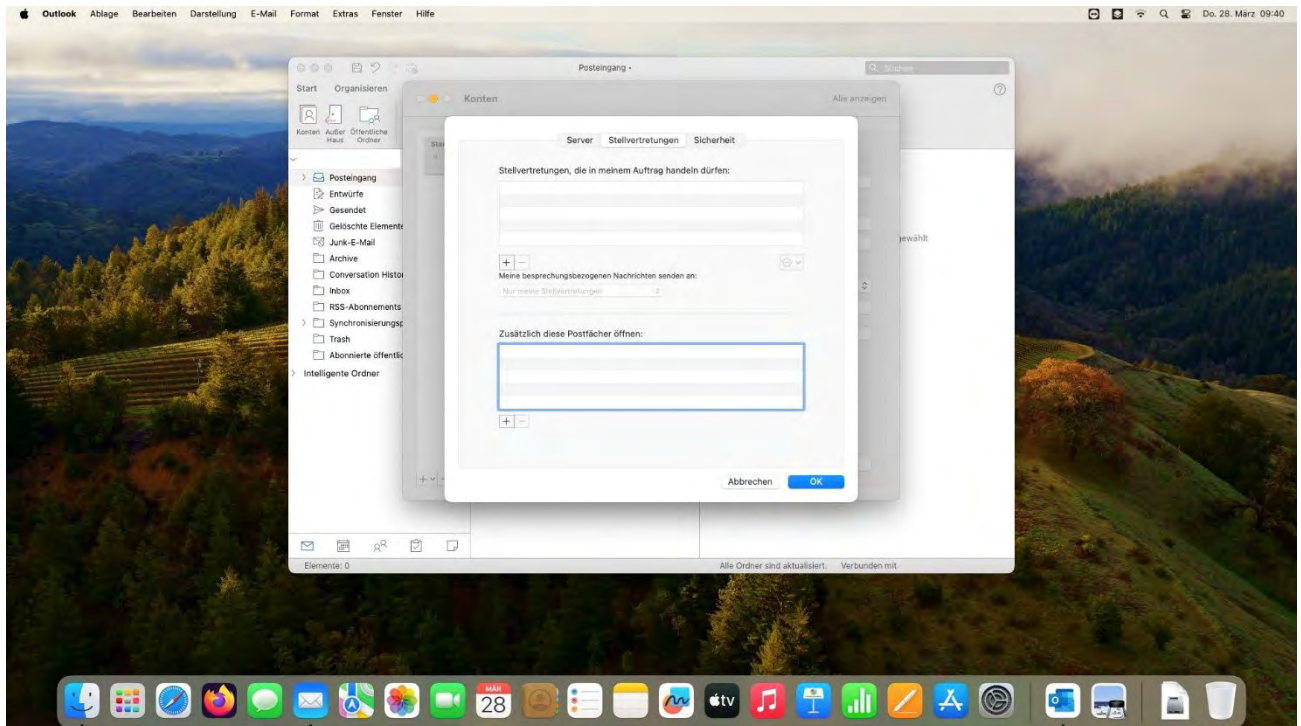 Outlook Ablage Bearbeiten Darstellung E-Mail Format Extras Fenster Hilfe
Do. 28. März 09:40
Posteingang •
Suchen
Start Organisieren
Konten
Alle anzeigen
Konten Außer Haus Öffentliche Ordner
Server Stellvertretungen Sicherheit
Stellvertretungen, die in meinem Auftrag handeln dürfen:
Posteingang
Entwürfe
Gesendet
Gelöschte Elemente
Junk-E-Mail
Archive
Conversation Histor
Inbox
RSS-Abonnements
Synchronisierungsp
Trash
Abonnierte öffentlic
Intelligente Ordner
ewählt
Meine besprechungsbezogenen Nachrichten senden an:
Nur meine Stellvertretungen
Zusätzlich diese Postfächer öffnen:
Abbrechen OK
Elemente: 0
Alle Ordner sind aktualisiert. Verbunden mit
MÄR
28
tv